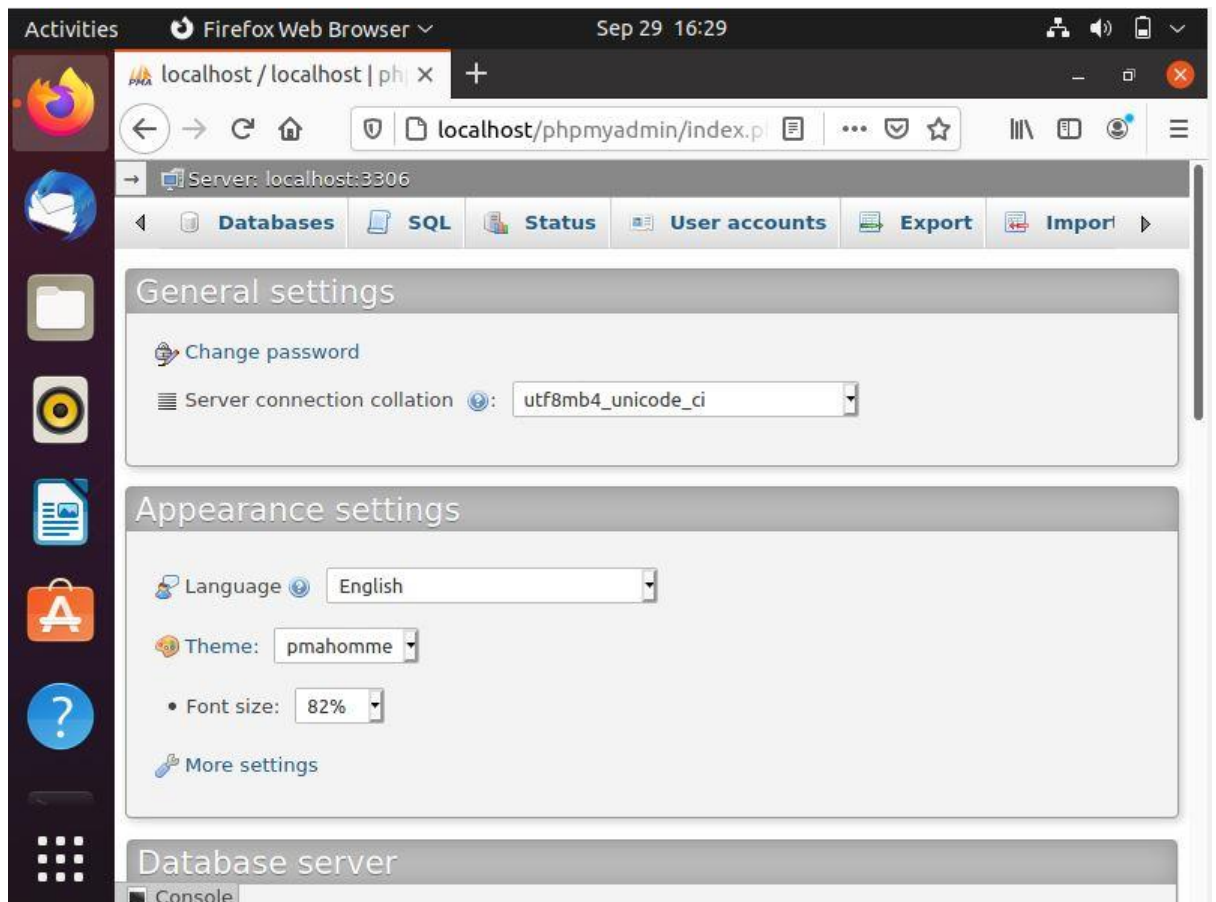 Activities Firefox Web Browser Sep 29 16:29
localhost / localhost | ph
localhost/phpmyadmin/index.p
Server: localhost:3306
Databases SQL Status User accounts Export Import
General settings
Change password
Server connection collation : utf8mb4_unicode_ci
Appearance settings
Language English
Theme: pmahomme
• Font size: 82%
More settings
Database server
Console